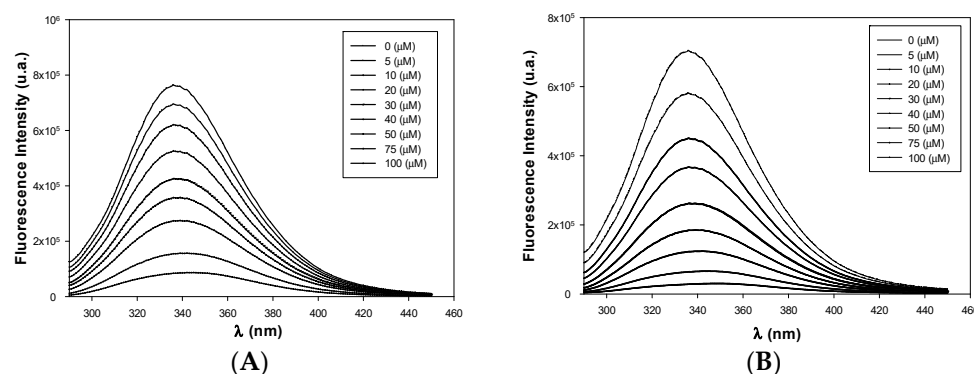 10⁶
8x10⁵
6x10⁵
4x10⁵
2x10⁵
0
Fluorescence Intensity (u.a.)
0 (μM)
5 (μM)
10 (μM)
20 (μM)
30 (μM)
40 (μM)
50 (μM)
75 (μM)
100 (μM)
300 320 340 360 380 400 420 440 460
λ (nm)
(A)
8x10⁵
6x10⁵
4x10⁵
2x10⁵
0
Fluorescence Intensity (u.a.)
0 (μM)
5 (μM)
10 (μM)
20 (μM)
30 (μM)
40 (μM)
50 (μM)
75 (μM)
100 (μM)
300 320 340 360 380 400 420 440 460
λ (nm)
(B)